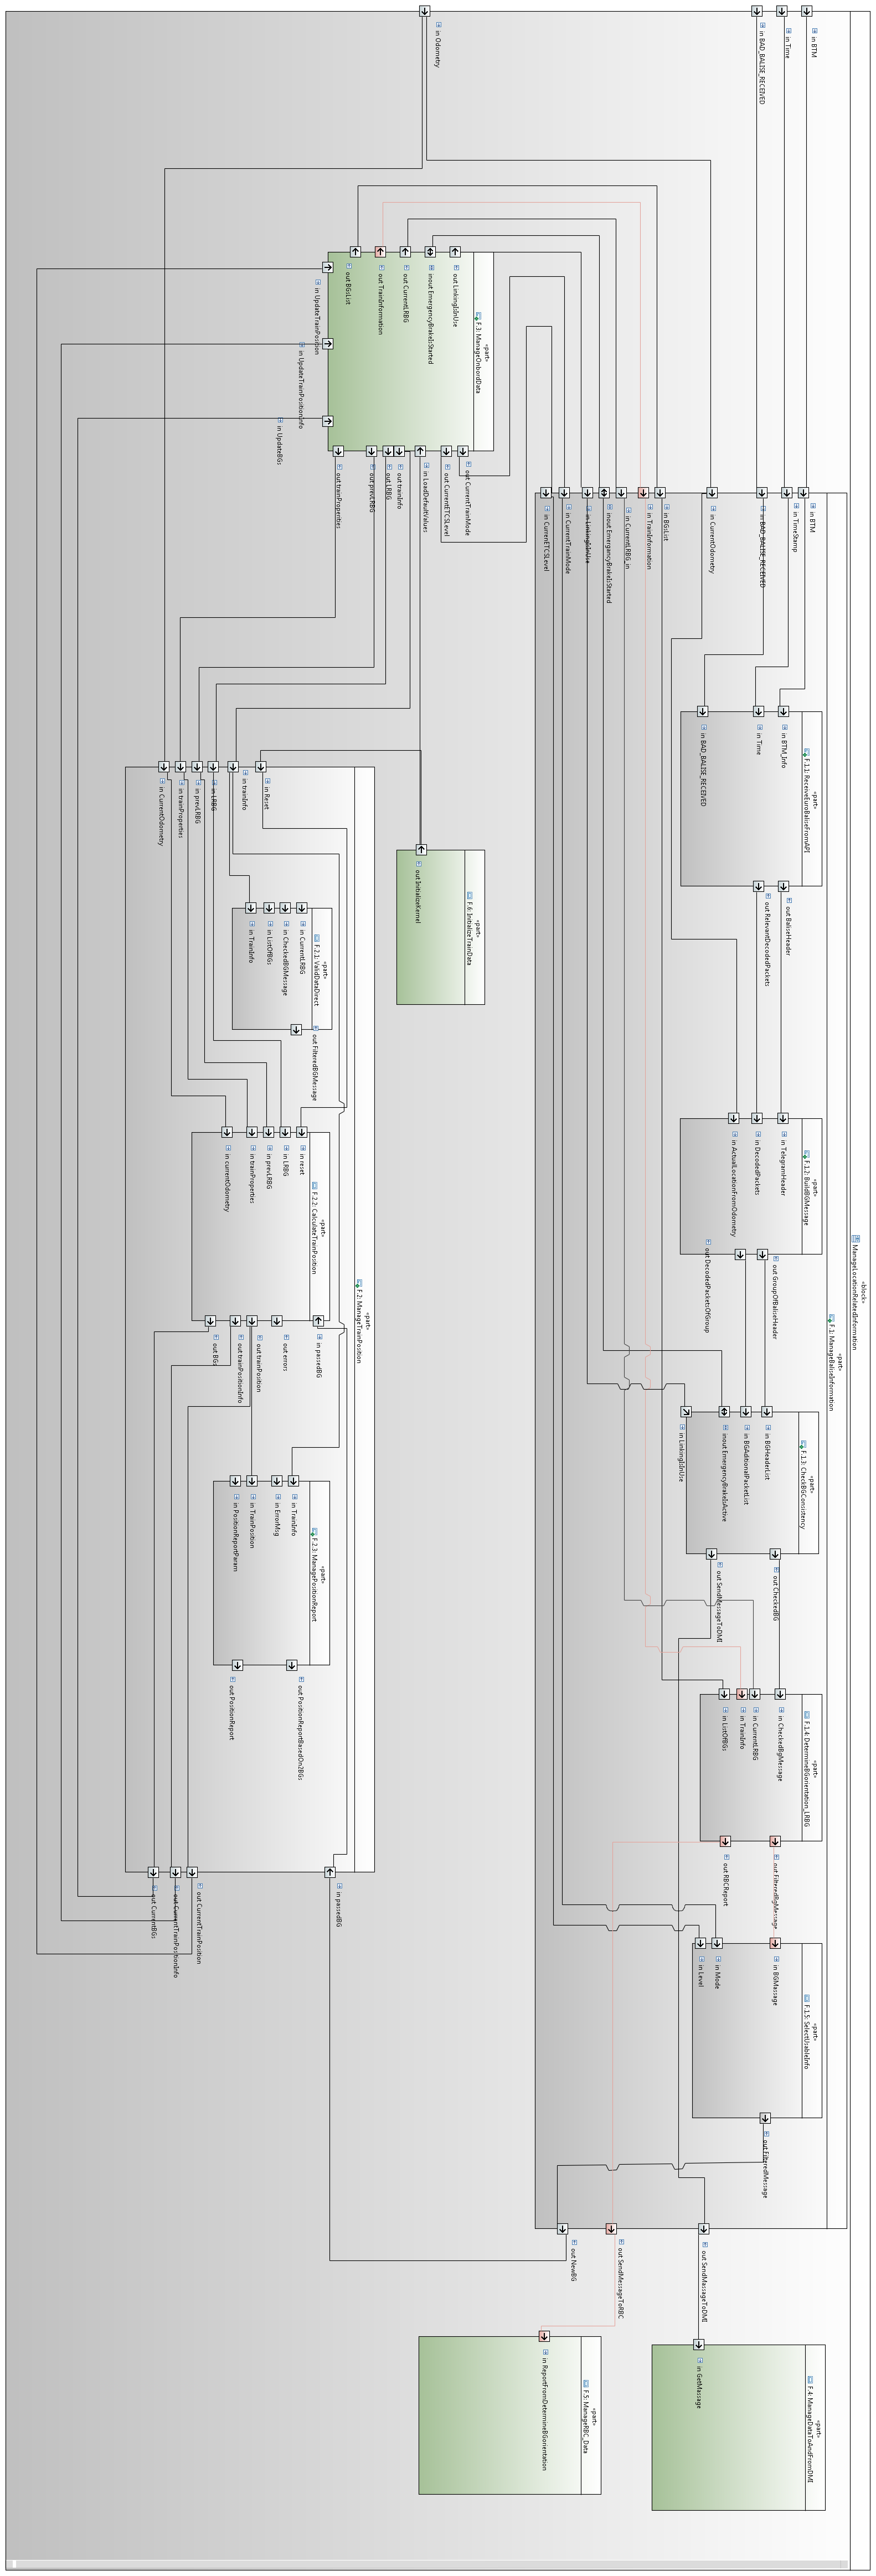 «block»
ManageLocationRelatedInformation
in BTM
in Time
in BAD_BALISE_RECEIVED
in Odometry
«part»
F.1: ManageBaliseInformation
in BTM
in TimeStamp
in BAD_BALISE_RECEIVED
in CurrentOdometry
in BGsList
in TrainInformation
in CurrentLRBG_in
inout EmergencyBrakeIsStarted
in LinkingIsInUse
in CurrentTrainMode
in CurrentETCSLevel
«part»
F.1.1: ReceiveEuroBaliseFromAPI
in BTM_Info
in Time
in BAD_BALISE_RECEIVED
out BaliseHeader
out RelevantDecodedPackets
«part»
F.1.2: BuildBGMessage
in TelegramHeader
in DecodedPackets
in ActualLocationFromOdometry
out GroupOfBaliseHeader
out DecodedPacketsOfGroup
«part»
F.1.3: CheckBGConsistency
in BGHeaderList
in BGAditionalPacketList
inout EmergencyBrakeIsActive
in LinkingIsInUse
out CheckedBG
out SendMessageToDMI
«part»
F.1.4: DetermineBGorientation_LRBG
in CheckedBgMessage
in CurrentLRBG
in TrainInfo
in ListOfBGs
out FilteredBgMessage...
out RBCReport
«part»
F.1.5: SelectUsableInfo
in BGMassage
in Mode
in Level
out FilteredMessage
out SendMassageToDMI
out SendMessageToRBC
out NewBG
«part»
F.4: ManageDataToAndFromDMI
in GetMassage
«part»
F.5: ManageRBC_Data
in ReportFromDetermineBGorientation
«part»
F.3: ManageOnbordData
out LinkingIsInUse
inout EmergencyBrakeIsStarted
out CurrentLRBG
out TrainInformation
out BGsList
in UpdateTrainPosition
in UpdateTrainPositionInfo
in UpdateBGs
out CurrentTrainMode
out CurrentETCSLevel
in LoadDefaultValues
out trainInfo
out LRBG
out prevLRBG
out trainProperties
«part»
F.6: InitializeTrainData
out InitializeKernel
«part»
F.2: ManageTrainPosition
in Reset
in trainInfo
in LRBG
in prevLRBG
in trainProperties
in CurrentOdometry
«part»
F.2.1: ValidDataDirect
in CurrentLRBG
in CheckedBGMessage
in ListOfBGs
in TrainInfo
out FilteredBGMessage
«part»
F.2.2: CalculateTrainPosition
in reset
in LRBG
in prevLRBG
in trainProperties
in currentOdometry
in passedBG
out errors
out trainPosition
out trainPositionInfo
out BGs
«part»
F.2.3: ManagePositionReport
in TrainInfo
in ErrorMsg
in TrainPosition
in PositionReportParam
out PositionReportBasedOn2BGs
out PositionReport
in passedBG
out CurrentTrainPosition
out CurrentTrainPositionInfo
out CurrentBGs